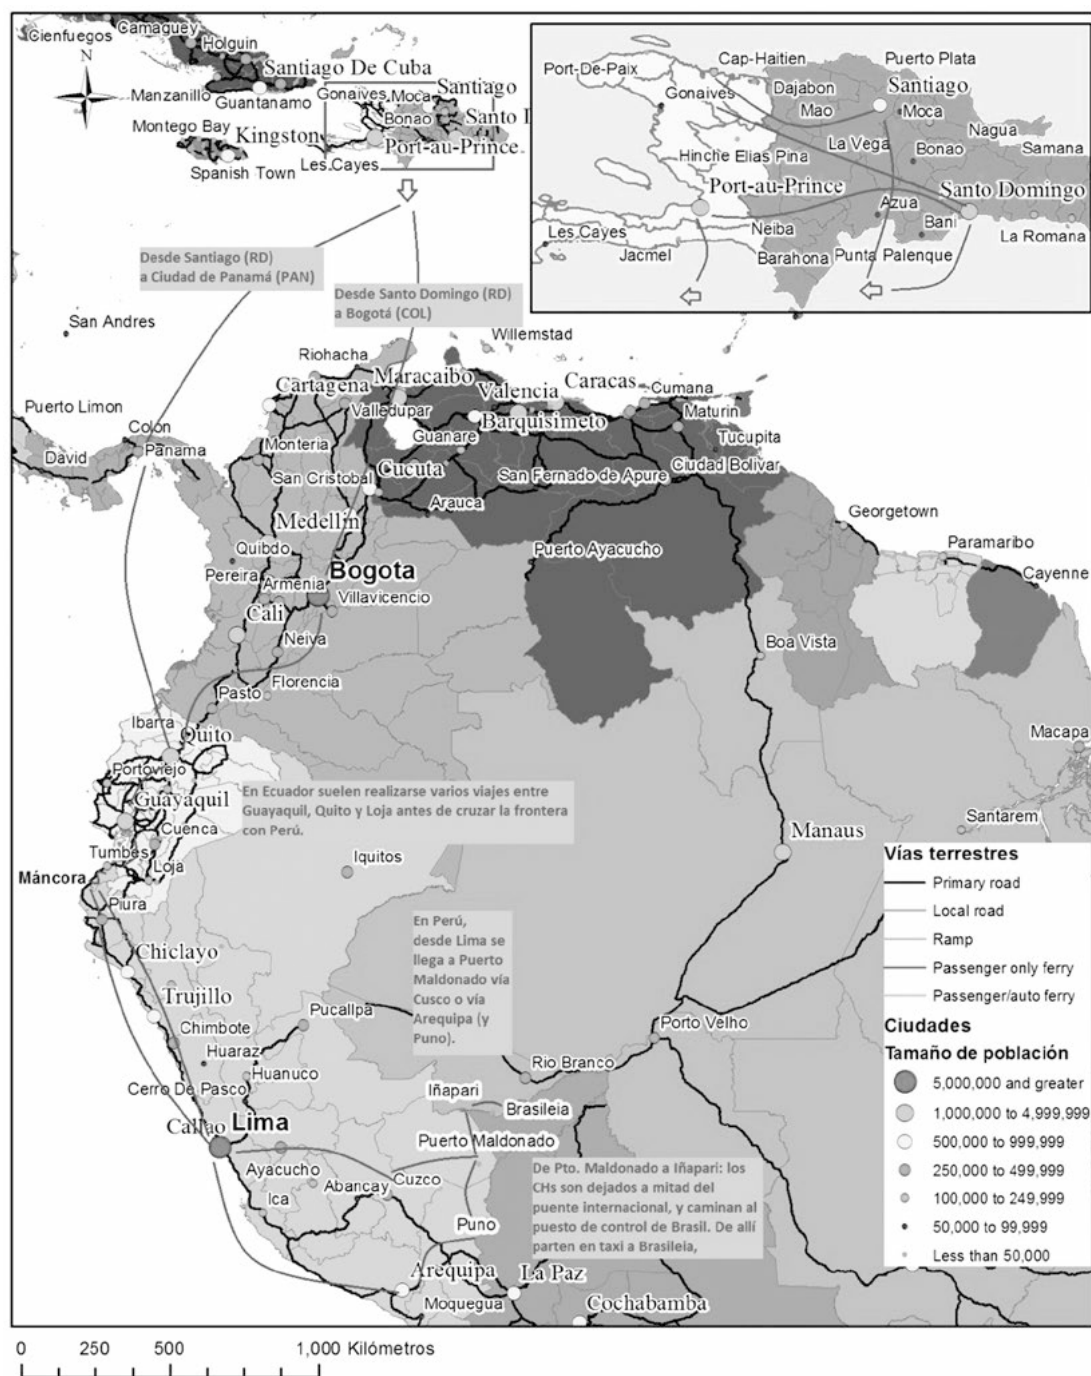 Cienfuegos
Camaguey
Holguin
N
Santiago De Cuba
Manzanillo
Guantanamo
Gonaives
Moca
Santiago
Montego Bay
Kingston
Bonao
Santo D
Port-au-Prince
Les Cayes
Spanish Town
Port-De-Paix
Cap-Haitien
Puerto Plata
Gonaives
Dajabon
Santiago
Mao
Moca
Nagua
La Vega
Samana
Hinche
Elias Pina
Bonao
Port-au-Prince
Santo Domingo
Azua
Les Cayes
Neiba
Bani
La Romana
Jacmel
Barahona
Punta Palenque
Desde Santiago (RD)
a Ciudad de Panamá (PAN)
Desde Santo Domingo (RD)
a Bogotá (COL)
San Andres
Willemstad
Riohacha
Cartagena
Maracaibo
Valencia
Caracas
Cumana
Puerto Limon
Valledupar
Barquisimeto
Maturin
Colon
Guanare
Tucupita
David
Panama
Monteria
San Cristobal
Cucuta
San Fernado de Apure
Ciudad Bolivar
Arauca
Medellin
Georgetown
Quibdo
Puerto Ayacucho
Paramaribo
Pereira
Armenia
Bogota
Cayenne
Villavicencio
Cali
Neiva
Boa Vista
Pasto
Florencia
Ibarra
Quito
Macapa
Portoviejo
En Ecuador suelen realizarse varios viajes entre
Guayaquil, Quito y Loja antes de cruzar la frontera
con Perú.
Guayaquil
Cuenca
Manaus
Santarem
Tumbes
Loja
Iquitos
Máncora
Piura
En Perú,
desde Lima se
llega a Puerto
Maldonado vía
Cusco o vía
Arequipa (y
Puno).
Chiclayo
Trujillo
Pucallpa
Chimbote
Porto Velho
Huaraz
Rio Branco
Huanuco
Cerro De Pasco
Iñapari
Brasileia
Callao
Lima
Puerto Maldonado
Ayacucho
Cuzco
Abancay
De Pto. Maldonado a Iñapari: los
CHs son dejados a mitad del
puente internacional, y caminan al
puesto de control de Brasil. De allí
parten en taxi a Brasileia,
Ica
Puno
Arequipa
La Paz
Moquegua
Cochabamba
Vías terrestres
Primary road
Local road
Ramp
Passenger only ferry
Passenger/auto ferry
Ciudades
Tamaño de población
5,000,000 and greater
1,000,000 to 4,999,999
500,000 to 999,999
250,000 to 499,999
100,000 to 249,999
50,000 to 99,999
Less than 50,000
0 250 500 1,000 Kilómetros